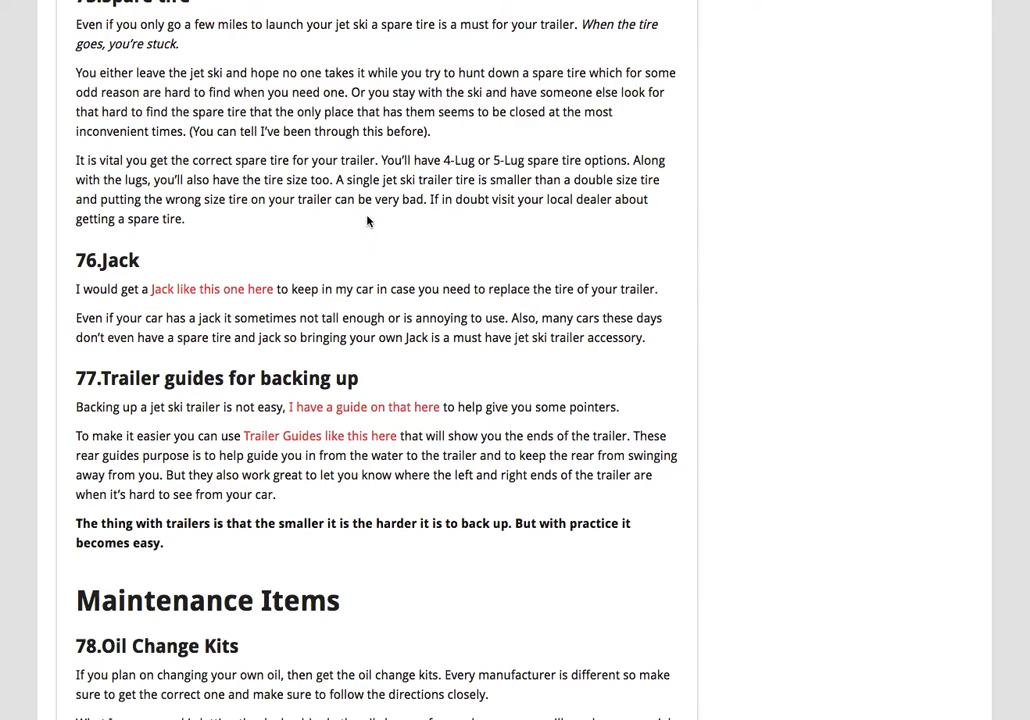 75.Spare tire
Even if you only go a few miles to launch your jet ski a spare tire is a must for your trailer. When the tire
goes, you're stuck.
You either leave the jet ski and hope no one takes it while you try to hunt down a spare tire which for some
odd reason are hard to find when you need one. Or you stay with the ski and have someone else look for
that hard to find the spare tire that the only place that has them seems to be closed at the most
inconvenient times. (You can tell I've been through this before).
It is vital you get the correct spare tire for your trailer. You'll have 4-Lug or 5-Lug spare tire options. Along
with the lugs, you'll also have the tire size too. A single jet ski trailer tire is smaller than a double size tire
and putting the wrong size tire on your trailer can be very bad. If in doubt visit your local dealer about
getting a spare tire.
76.Jack
I would get a Jack like this one here to keep in my car in case you need to replace the tire of your trailer.
Even if your car has a jack it sometimes not tall enough or is annoying to use. Also, many cars these days
don't even have a spare tire and jack so bringing your own Jack is a must have jet ski trailer accessory.
77.Trailer guides for backing up
Backing up a jet ski trailer is not easy, I have a guide on that here to help give you some pointers.
To make it easier you can use Trailer Guides like this here that will show you the ends of the trailer. These
rear guides purpose is to help guide you in from the water to the trailer and to keep the rear from swinging
away from you. But they also work great to let you know where the left and right ends of the trailer are
when it's hard to see from your car.
The thing with trailers is that the smaller it is the harder it is to back up. But with practice it
becomes easy.
Maintenance Items
78.Oil Change Kits
If you plan on changing your own oil, then get the oil change kits. Every manufacturer is different so make
sure to get the correct one and make sure to follow the directions closely.